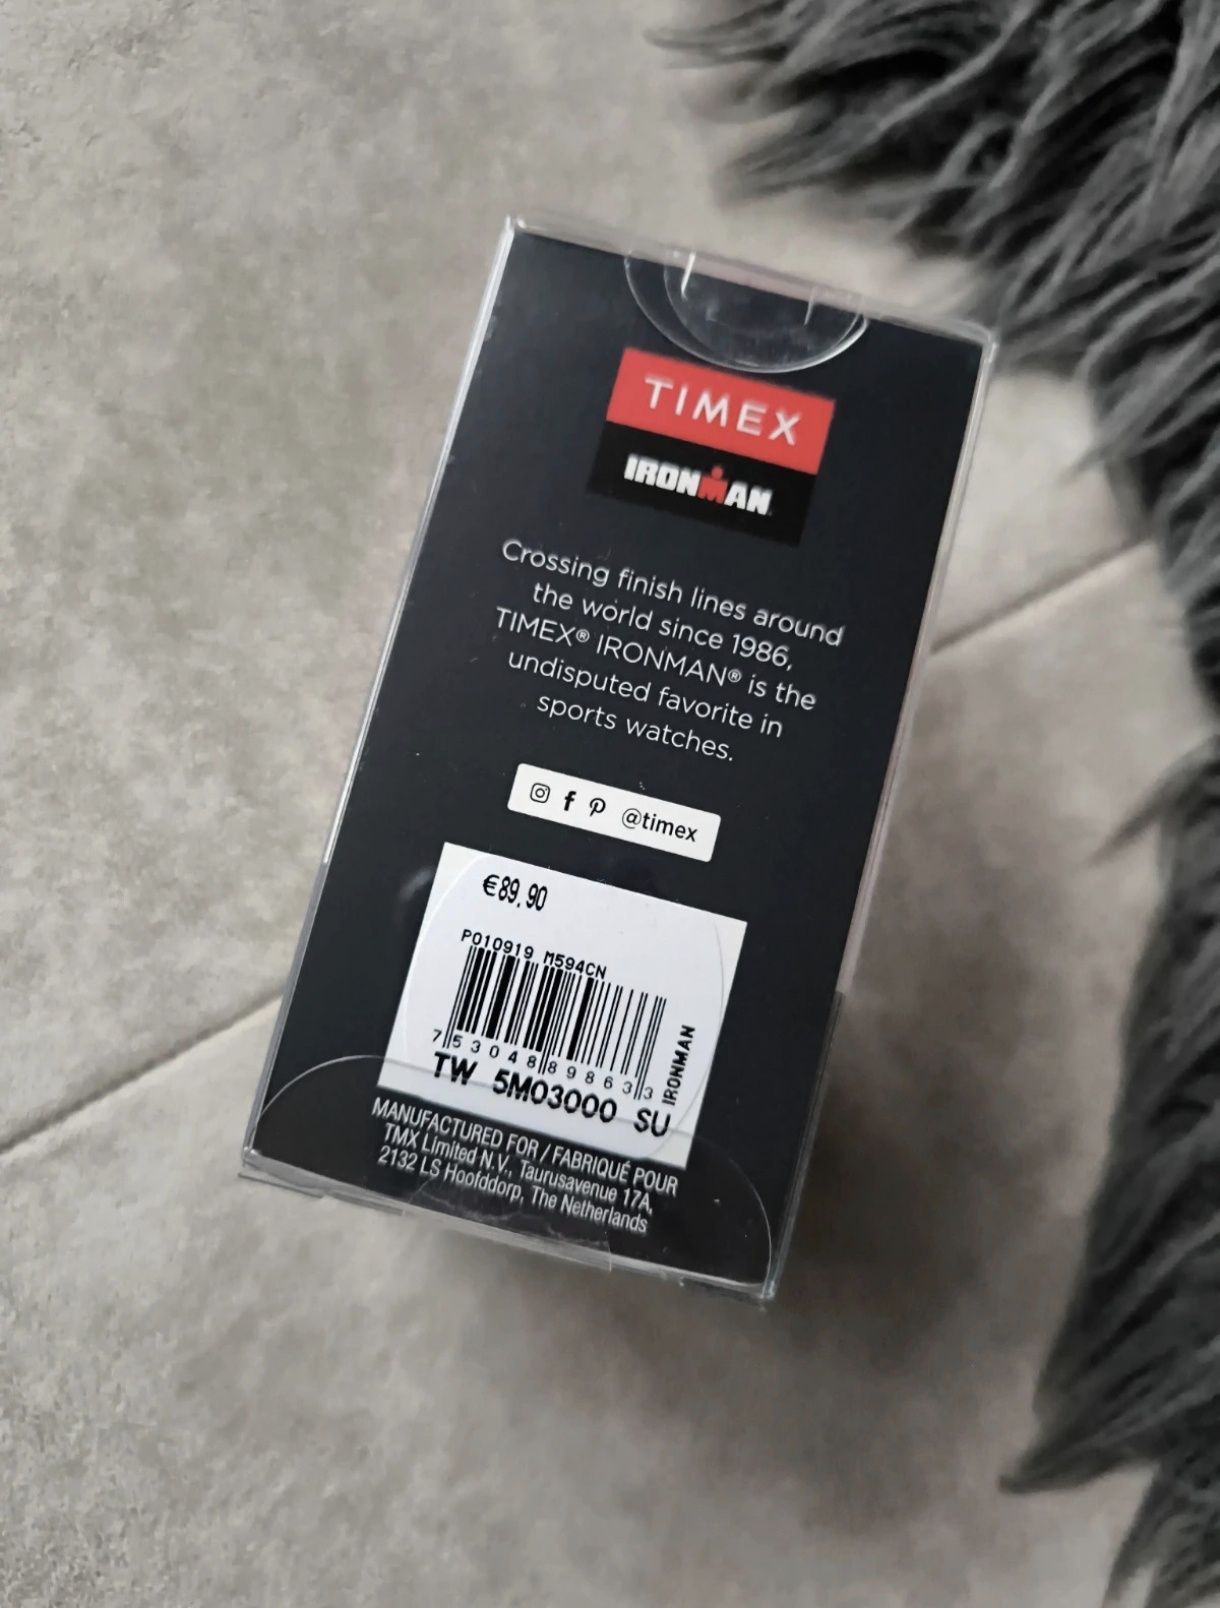 TIMEX
IRONMAN
Crossing finish lines around
the world since 1986,
TIMEX® IRONMAN® is the
undisputed favorite in
sports watches.
@timex
€89,90
P010919 M594CN
7 53048 89863 3
IRONMAN
TW 5M03000 SU
MANUFACTURED FOR / FABRIQUÉ POUR
TMX Limited N.V., Taurusavenue 17A,
2132 LS Hoofddorp, The Netherlands